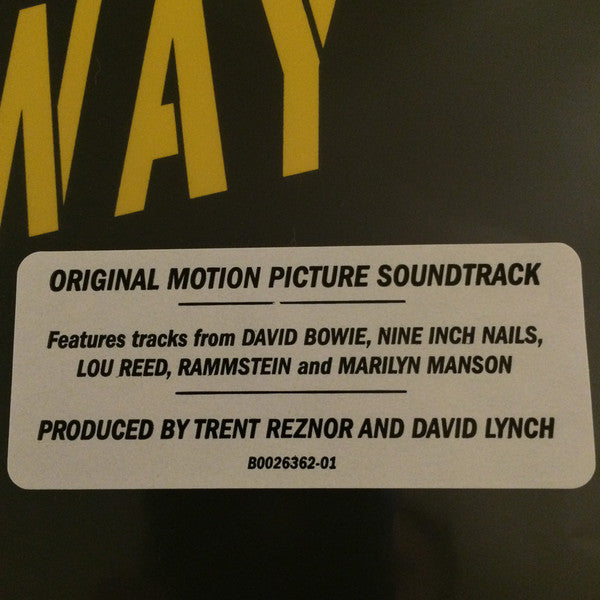 WAY
ORIGINAL MOTION PICTURE SOUNDTRACK
Features tracks from DAVID BOWIE, NINE INCH NAILS,
LOU REED, RAMMSTEIN and MARILYN MANSON
PRODUCED BY TRENT REZNOR AND DAVID LYNCH
B0026362-01